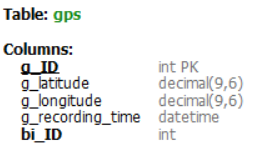 Table: gps
Columns:
g_ID int PK
g_latitude decimal(9,6)
g_longitude decimal(9,6)
g_recording_time datetime
bi_ID int